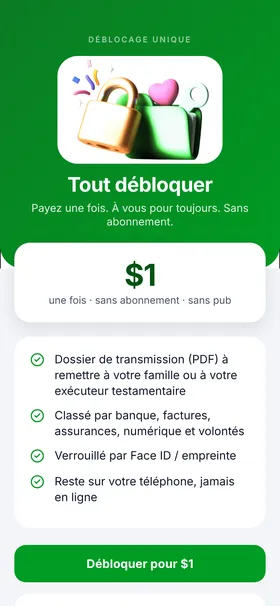 DÉBLOCAGE UNIQUE
Tout débloquer
Payez une fois. À vous pour toujours. Sans
abonnement.
$1
une fois · sans abonnement · sans pub
Dossier de transmission (PDF) à
remettre à votre famille ou à votre
exécuteur testamentaire
Classé par banque, factures,
assurances, numérique et volontés
Verrouillé par Face ID / empreinte
Reste sur votre téléphone, jamais
en ligne
Débloquer pour $1